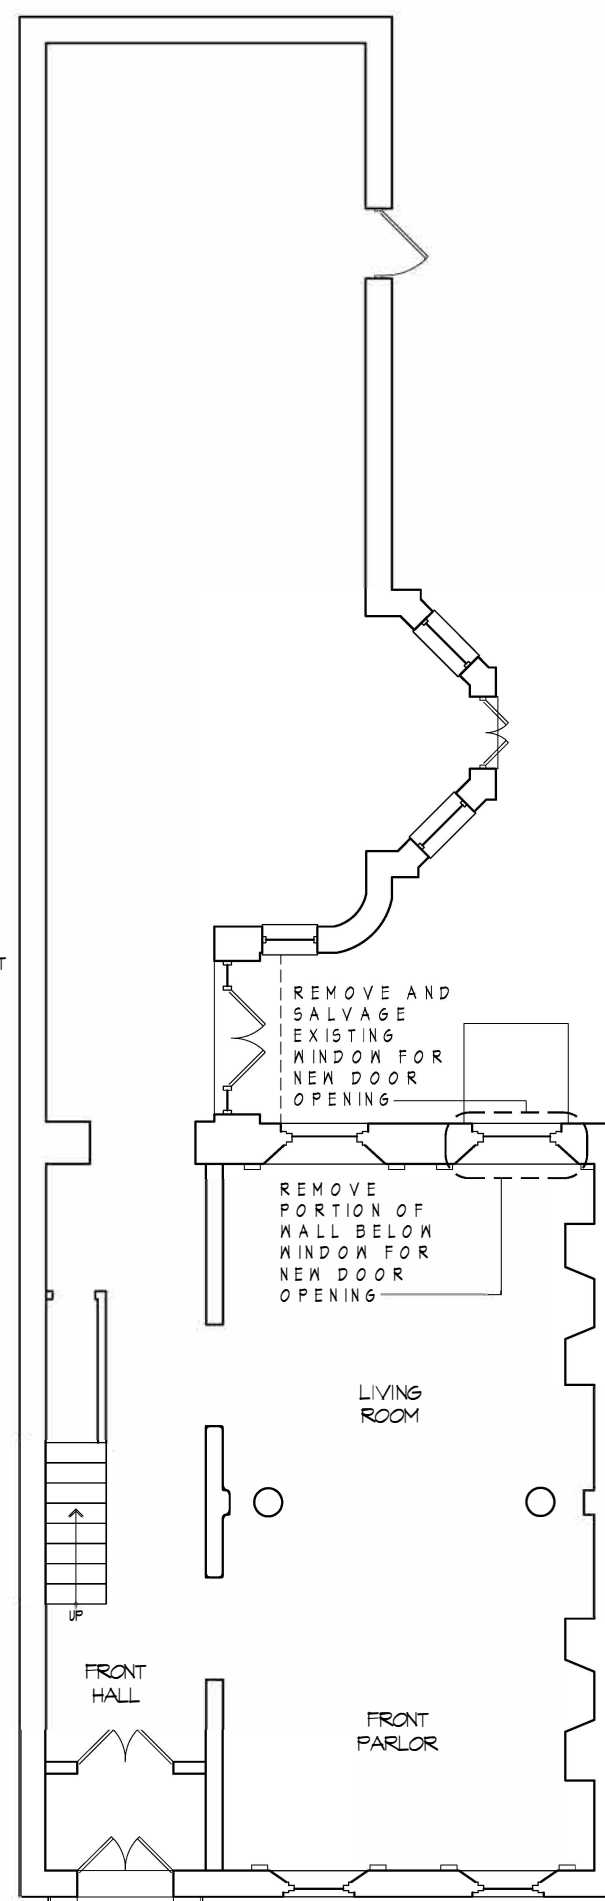 T
REMOVE AND
SALVAGE
EXISTING
WINDOW FOR
NEW DOOR
OPENING
REMOVE
PORTION OF
WALL BELOW
WINDOW FOR
NEW DOOR
OPENING
LIVING
ROOM
UP
FRONT
HALL
FRONT
PARLOR